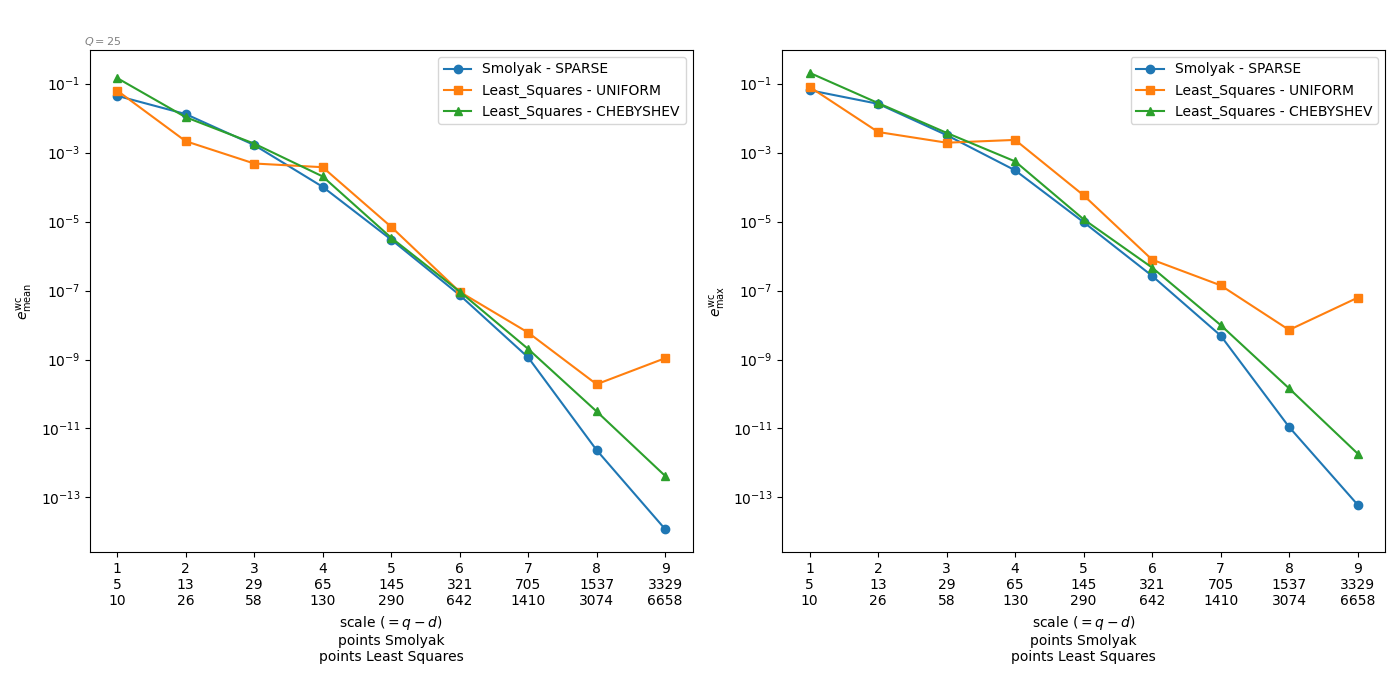 Q = 25
Smolyak - SPARSE
Least_Squares - UNIFORM
Least_Squares - CHEBYSHEV
10⁻¹
10⁻³
10⁻⁵
10⁻⁷
10⁻⁹
10⁻¹¹
10⁻¹³
e^wc_mean
1 2 3 4 5 6 7 8 9
5 13 29 65 145 321 705 1537 3329
10 26 58 130 290 642 1410 3074 6658
scale (= q − d)
points Smolyak
points Least Squares
Smolyak - SPARSE
Least_Squares - UNIFORM
Least_Squares - CHEBYSHEV
10⁻¹
10⁻³
10⁻⁵
10⁻⁷
10⁻⁹
10⁻¹¹
10⁻¹³
e^wc_max
1 2 3 4 5 6 7 8 9
5 13 29 65 145 321 705 1537 3329
10 26 58 130 290 642 1410 3074 6658
scale (= q − d)
points Smolyak
points Least Squares